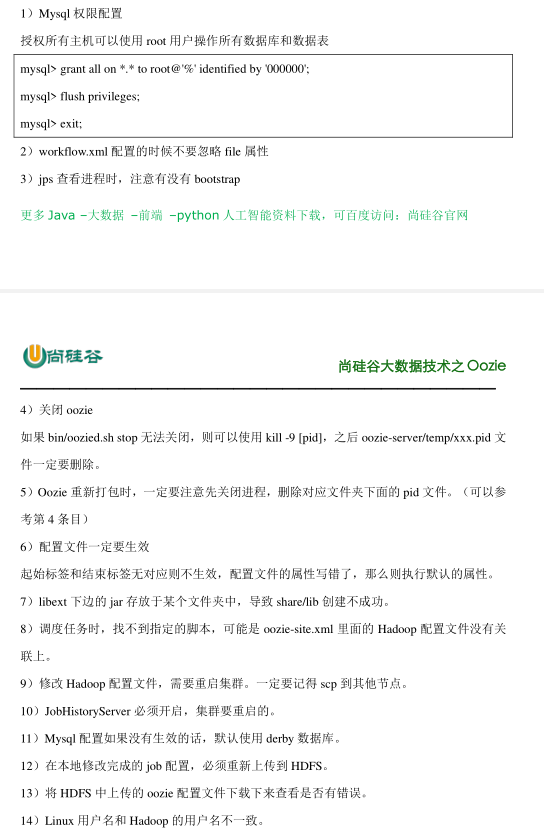 1）Mysql 权限配置
授权所有主机可以使用 root 用户操作所有数据库和数据表
mysql> grant all on *.* to root@'%' identified by '000000';
mysql> flush privileges;
mysql> exit;
2）workflow.xml 配置的时候不要忽略 file 属性
3）jps 查看进程时，注意有没有 bootstrap
更多 Java –大数据 –前端 –python 人工智能资料下载，可百度访问：尚硅谷官网
尚硅谷
尚硅谷大数据技术之 Oozie
4）关闭 oozie
如果 bin/oozied.sh stop 无法关闭，则可以使用 kill -9 [pid]，之后 oozie-server/temp/xxx.pid 文
件一定要删除。
5）Oozie 重新打包时，一定要注意先关闭进程，删除对应文件夹下面的 pid 文件。（可以参
考第 4 条目）
6）配置文件一定要生效
起始标签和结束标签无对应则不生效，配置文件的属性写错了，那么则执行默认的属性。
7）libext 下边的 jar 存放于某个文件夹中，导致 share/lib 创建不成功。
8）调度任务时，找不到指定的脚本，可能是 oozie-site.xml 里面的 Hadoop 配置文件没有关
联上。
9）修改 Hadoop 配置文件，需要重启集群。一定要记得 scp 到其他节点。
10）JobHistoryServer 必须开启，集群要重启的。
11）Mysql 配置如果没有生效的话，默认使用 derby 数据库。
12）在本地修改完成的 job 配置，必须重新上传到 HDFS。
13）将 HDFS 中上传的 oozie 配置文件下载下来查看是否有错误。
14）Linux 用户名和 Hadoop 的用户名不一致。